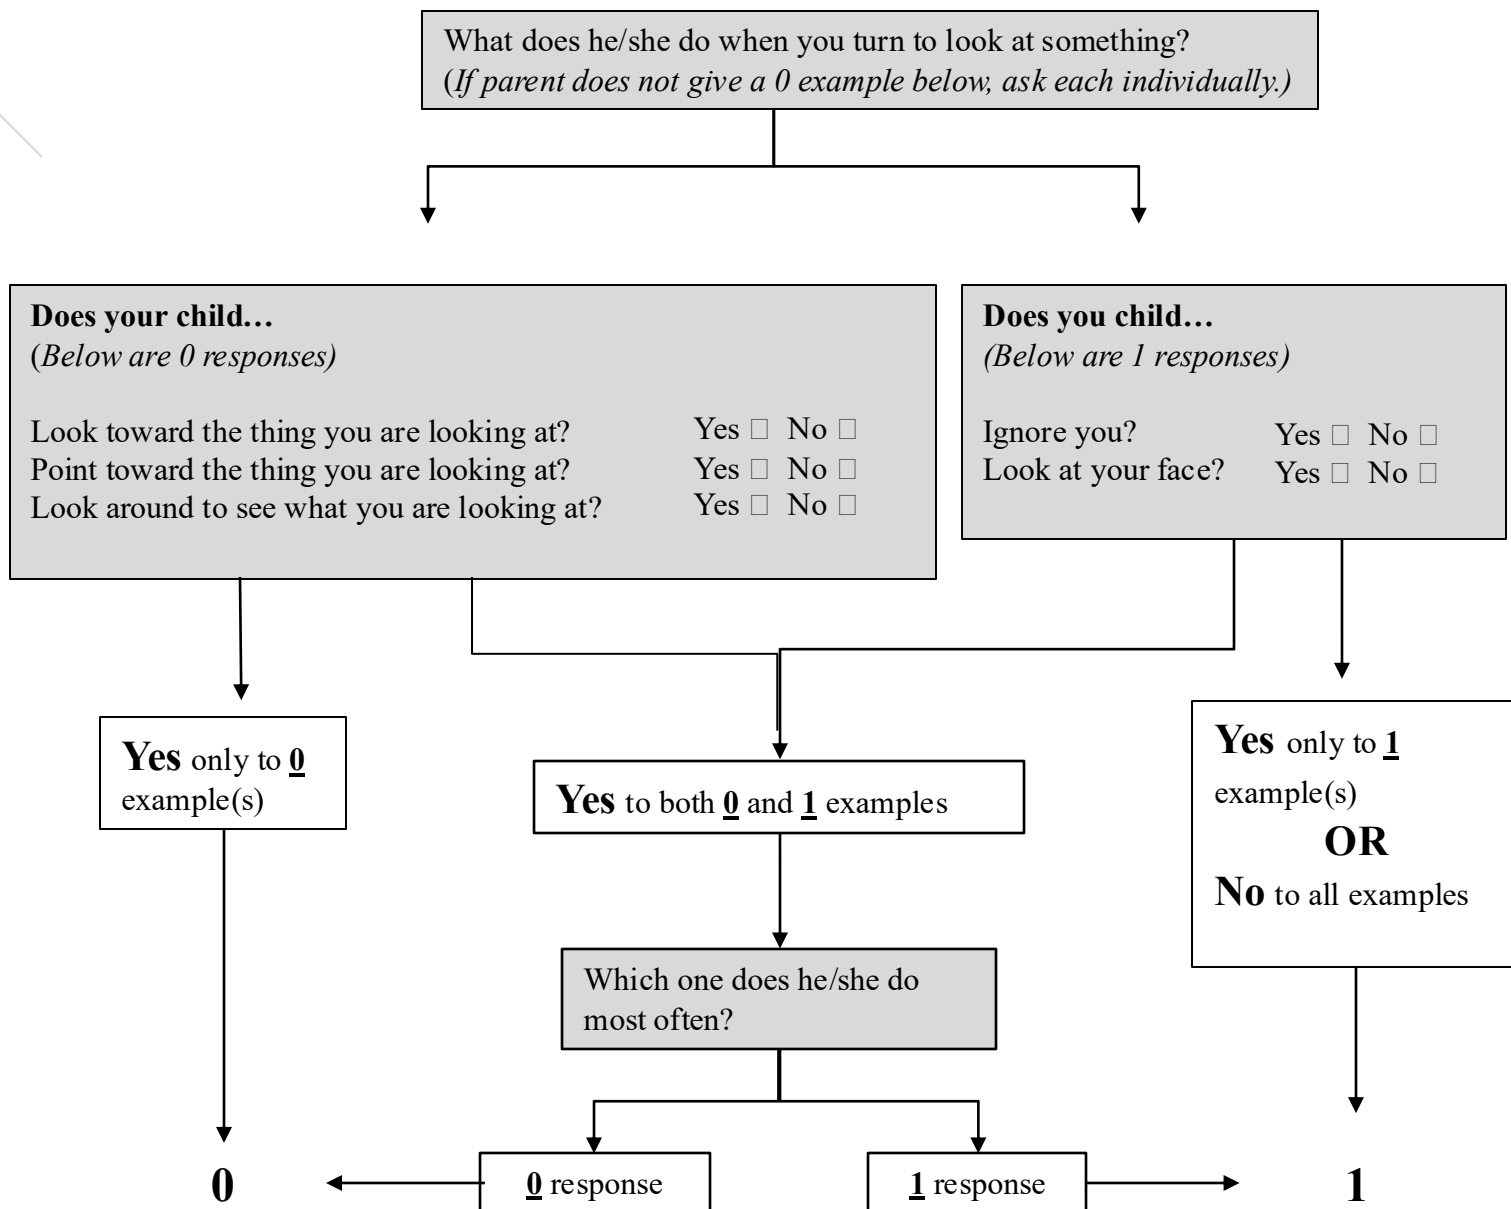 What does he/she do when you turn to look at something?
(If parent does not give a 0 example below, ask each individually.)
Does your child…
(Below are 0 responses)
Look toward the thing you are looking at? Yes □ No □
Point toward the thing you are looking at? Yes □ No □
Look around to see what you are looking at? Yes □ No □
Does you child…
(Below are 1 responses)
Ignore you? Yes □ No □
Look at your face? Yes □ No □
Yes only to 0
example(s)
Yes to both 0 and 1 examples
Yes only to 1
example(s)
OR
No to all examples
Which one does he/she do
most often?
0
0 response
1 response
1